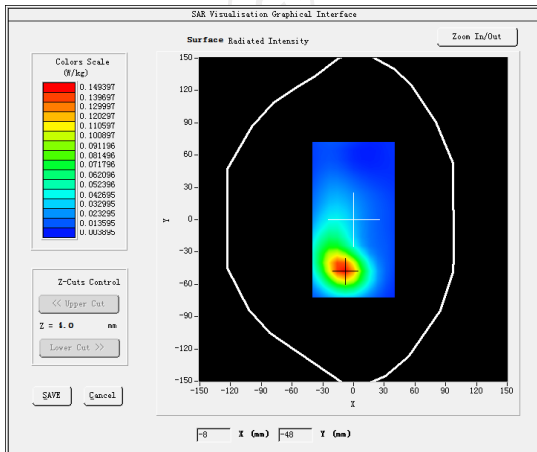 SAR Visualisation Graphical Interface
Surface Radiated Intensity
Zoom In/Out
Colors Scale
(W/kg)
0.149397
0.139697
0.129997
0.120297
0.110597
0.100897
0.091196
0.081496
0.071796
0.062096
0.052396
0.042695
0.032995
0.023295
0.013595
0.003895
150
120
90
60
30
0
-30
-60
-90
-120
-150
Y
-150 -120 -90 -60 -30 0 30 60 90 120 150
X
Z-Cuts Control
<< Upper Cut
Z = 4.0 mm
Lower Cut >>
SAVE Cancel
-8 X (mm) -48 Y (mm)